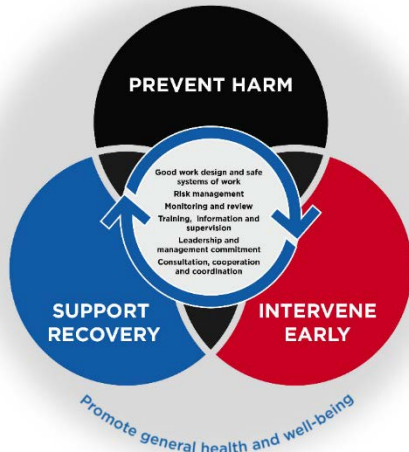 PREVENT HARM
Good work design and safe
systems of work
Risk management
Monitoring and review
Training, information and
supervision
Leadership and
management commitment
Consultation, cooperation
and coordination
SUPPORT
RECOVERY
INTERVENE
EARLY
Promote general health and well-being